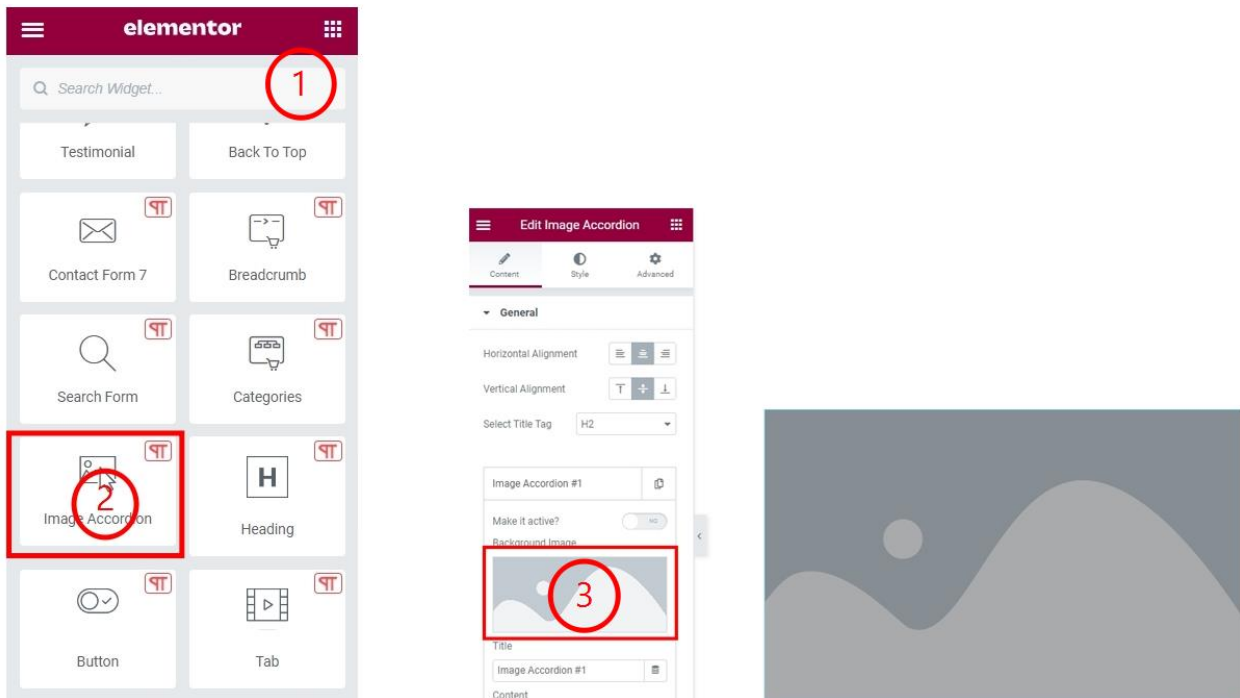 elementor
1
Search Widget...
Testimonial
Back To Top
Contact Form 7
Breadcrumb
Search Form
Categories
2
Image Accordion
H
Heading
Button
Tab
Edit Image Accordion
Content
Style
Advanced
General
Horizontal Alignment
Vertical Alignment
Select Title Tag
H2
Image Accordion #1
Make it active?
NO
Background Image
3
Title
Image Accordion #1
Content